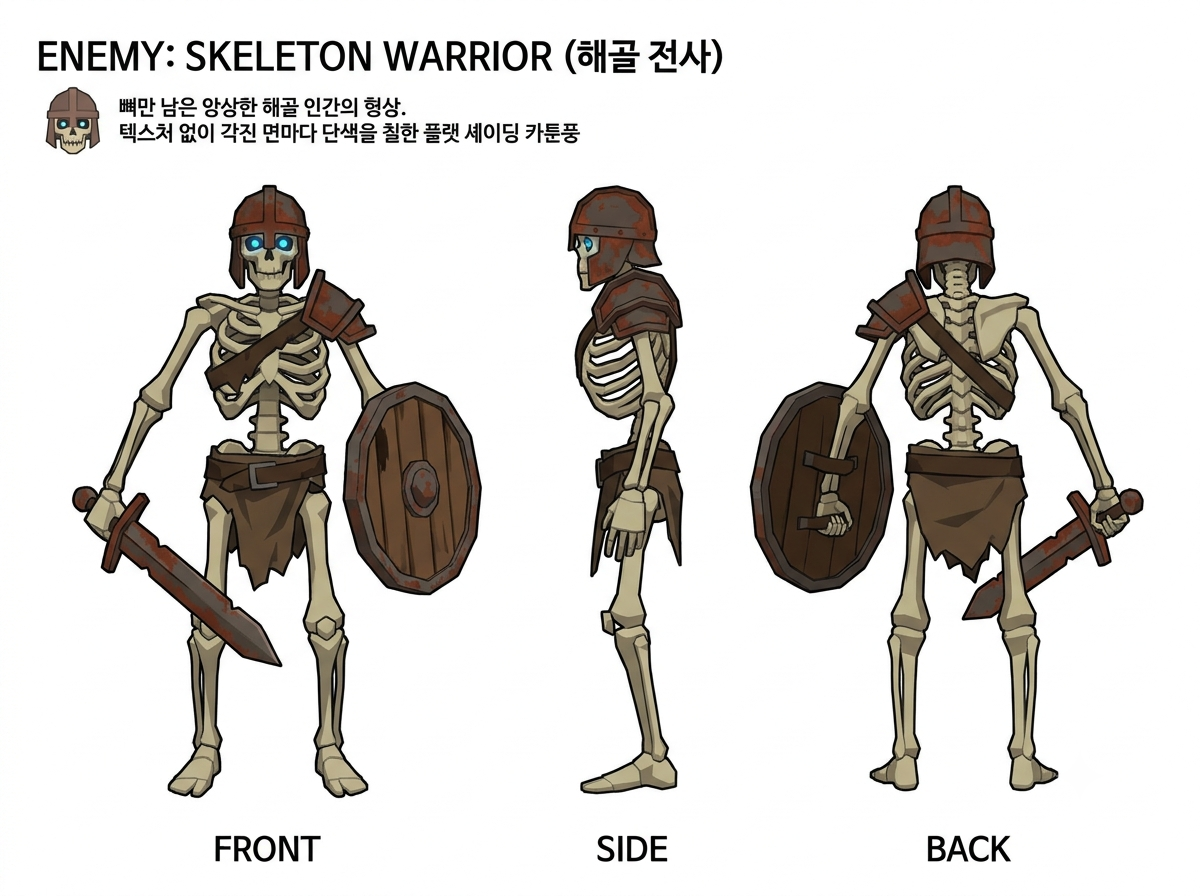 ENEMY: SKELETON WARRIOR (해골 전사)
뼈만 남은 앙상한 해골 인간의 형상.
텍스처 없이 각진 면마다 단색을 칠한 플랫 셰이딩 카툰풍
FRONT
SIDE
BACK